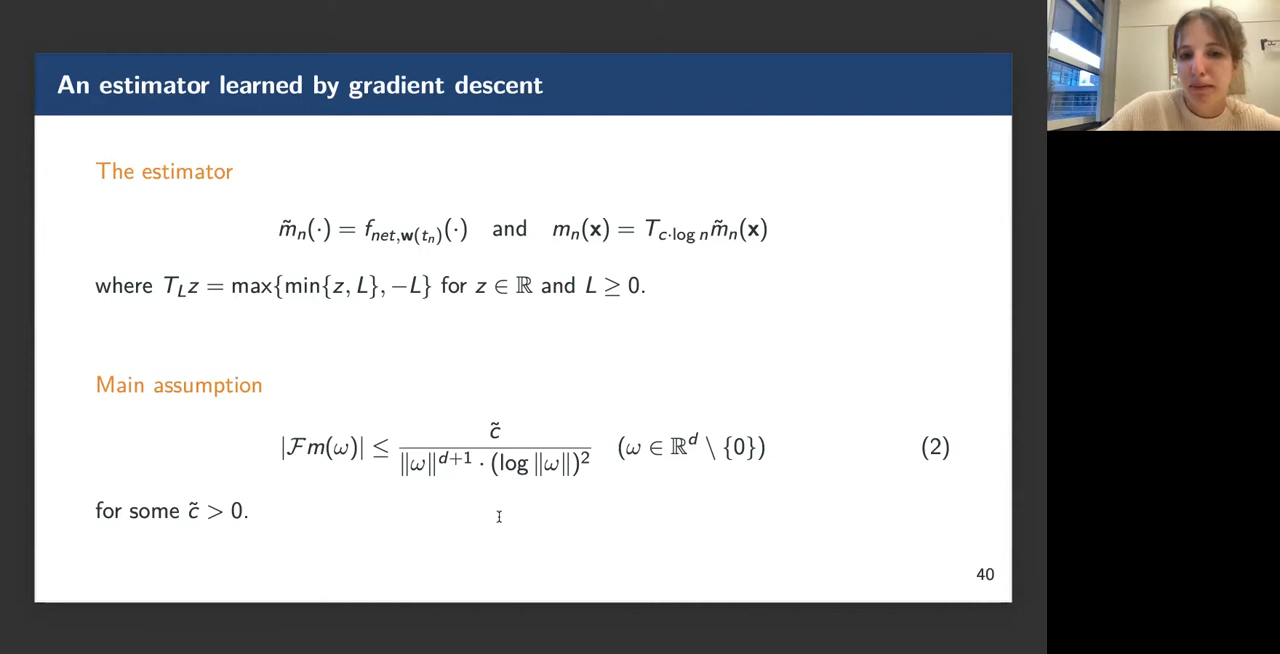 An estimator learned by gradient descent
The estimator
m̃ₙ(·) = f_{net,𝐰(tₙ)}(·) and mₙ(𝐱) = T_{c·log n}m̃ₙ(𝐱)
where T_L z = max{min{z, L}, −L} for z ∈ ℝ and L ≥ 0.
Main assumption
|ℱm(ω)| ≤ c̃ / (‖ω‖^{d+1} · (log ‖ω‖)²) (ω ∈ ℝ^d \ {0}) (2)
for some c̃ > 0.
40